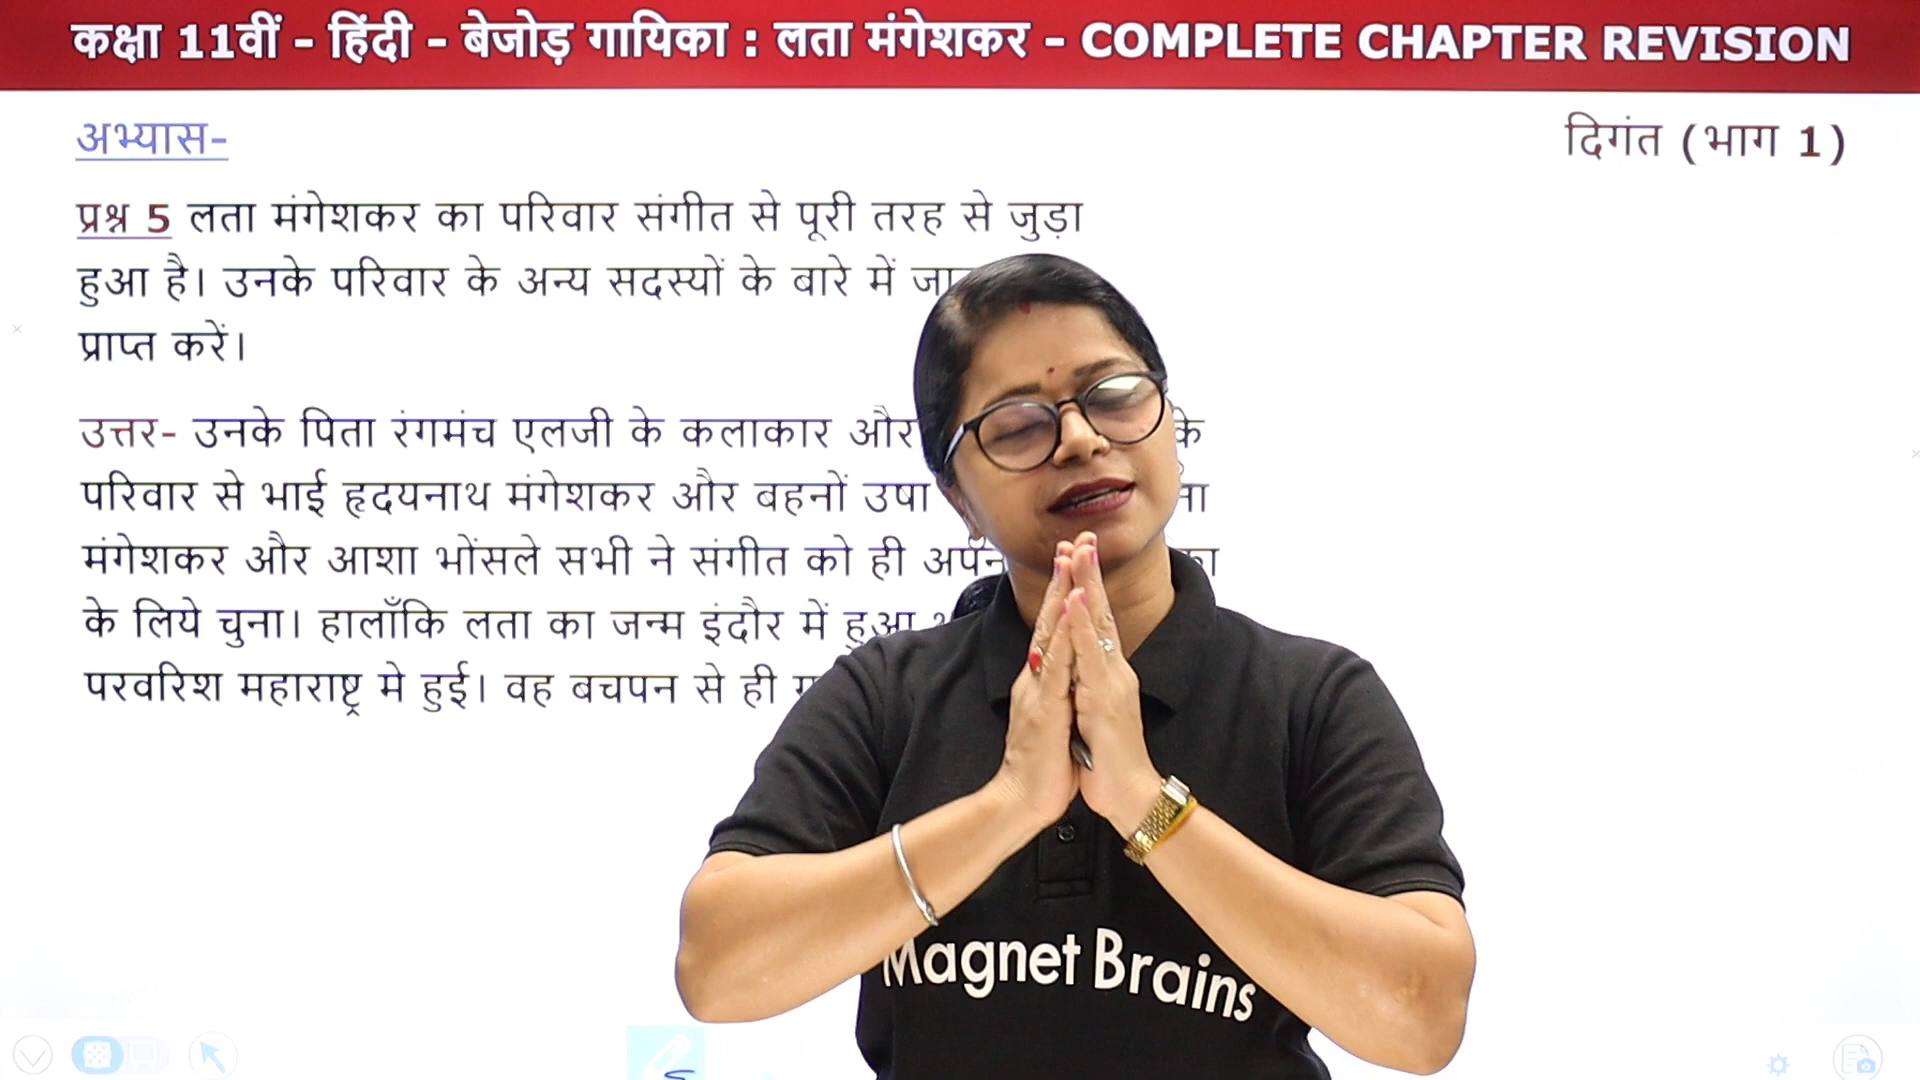 कक्षा 11वीं - हिंदी - बेजोड़ गायिका : लता मंगेशकर - COMPLETE CHAPTER REVISION
अभ्यास-
दिगंत (भाग 1)
प्रश्न 5 लता मंगेशकर का परिवार संगीत से पूरी तरह से जुड़ा
हुआ है। उनके परिवार के अन्य सदस्यों के बारे में
प्राप्त करें।
उत्तर- उनके पिता रंगमंच एलजी के कलाकार और के
परिवार से भाई हृदयनाथ मंगेशकर और बहनों उषा
मंगेशकर और आशा भोंसले सभी ने संगीत को ही
के लिये चुना। हालाँकि लता का जन्म इंदौर में हुआ
परवरिश महाराष्ट्र मे हुई। वह बचपन से ही
Magnet Brains